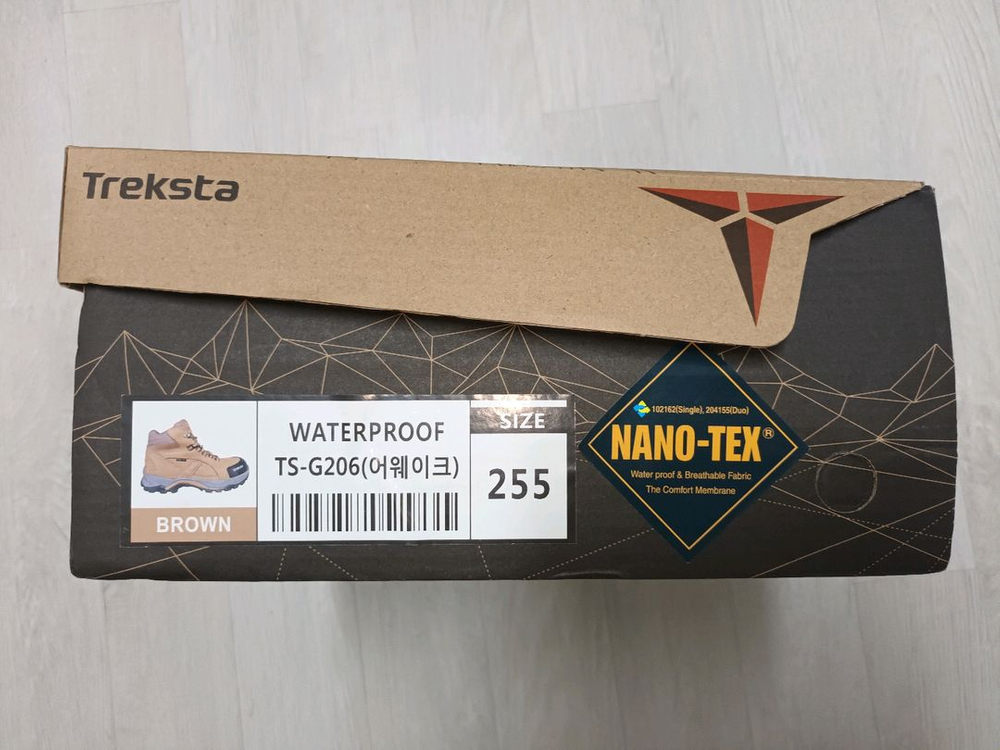 Treksta
WATERPROOF
TS-G206(어웨이크)
BROWN
SIZE
255
102162(Single), 204155(Duo)
NANO-TEX®
Water proof & Breathable Fabric
The Comfort Membrane